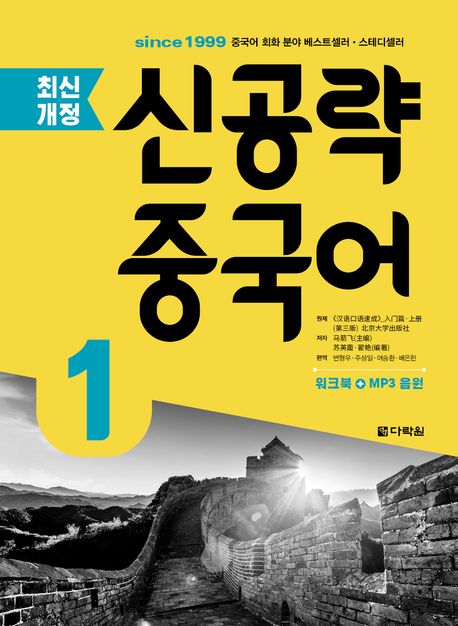 since 1999 중국어 회화 분야 베스트셀러 · 스테디셀러
최신
개정
신공략
중국어
1
원제 《汉语口语速成》_入门篇·上册
(第三版) 北京大学出版社
저자 马箭飞(主编)
苏英霞·翟艳(编著)
편역 변형우·주성일·여승환·배은한
워크북 + MP3 음원
다락원